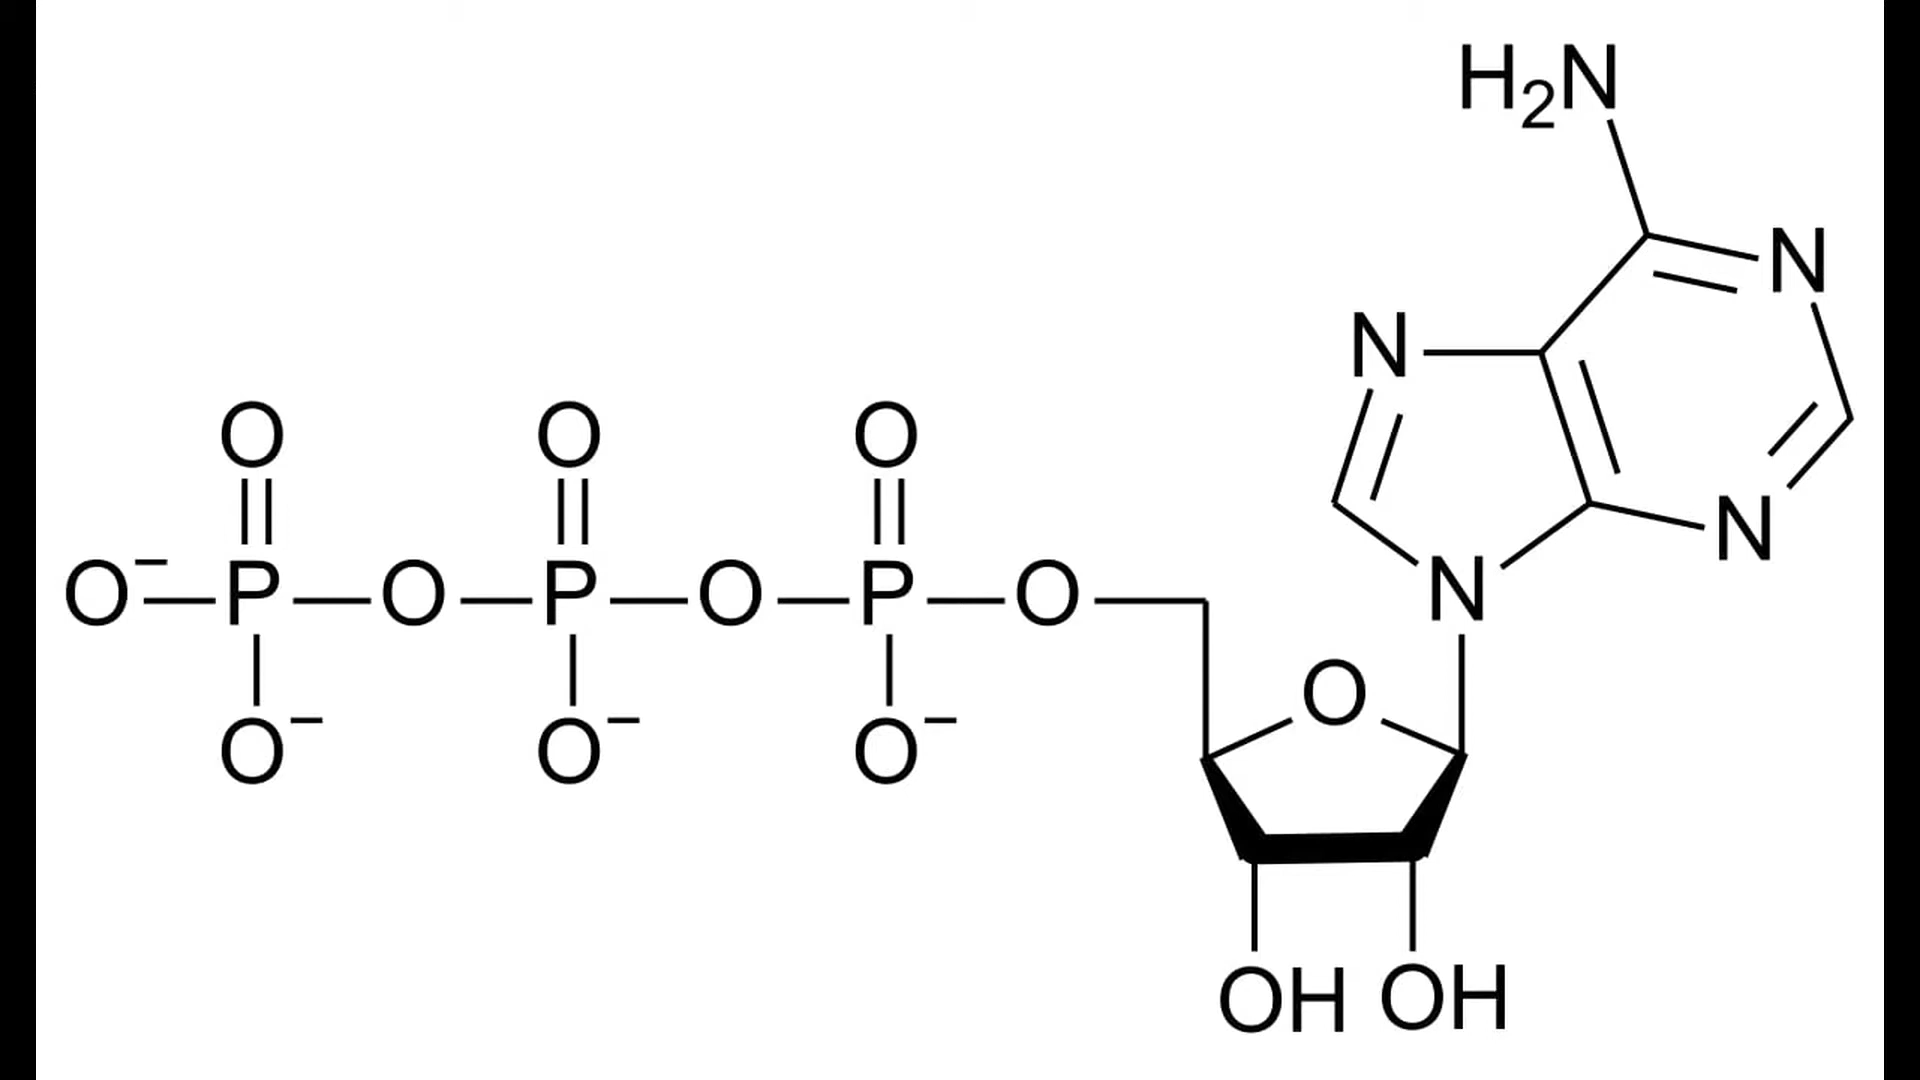 H₂N
N
N
O O O
N
O⁻ P O P O P O N
O
O⁻ O⁻ O⁻
OH OH